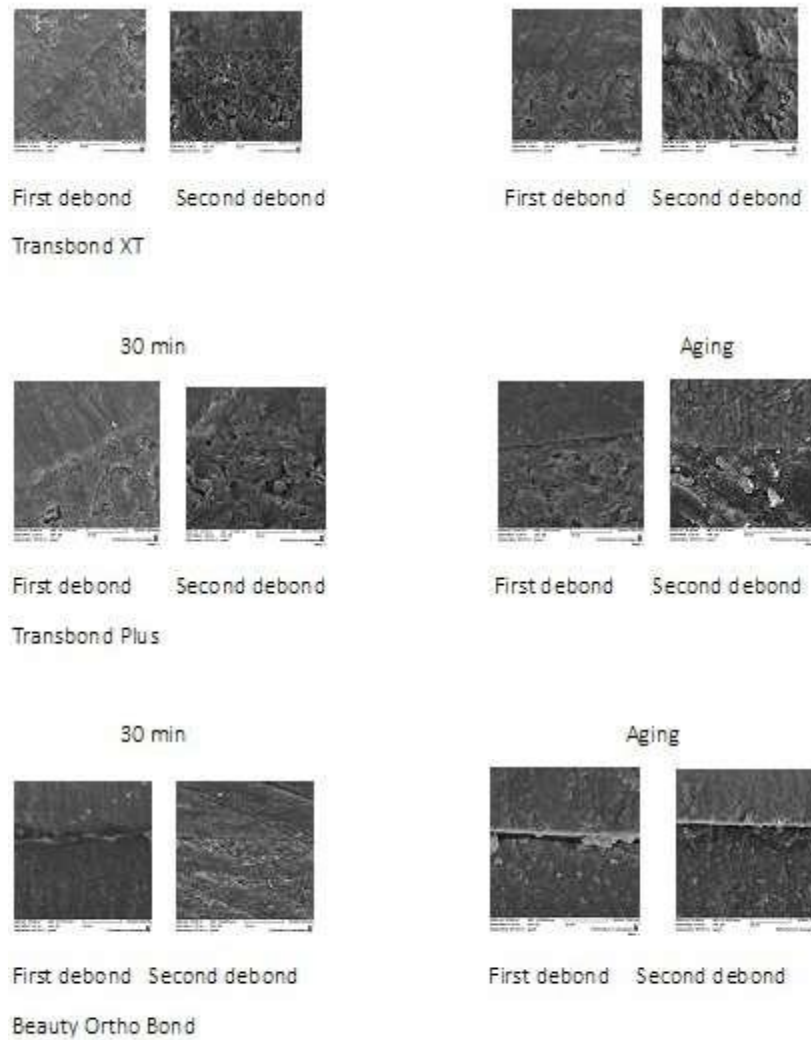 First debond Second debond First debond Second debond
Transbond XT
30 min Aging
First debond Second debond First debond Second debond
Transbond Plus
30 min Aging
First debond Second debond First debond Second debond
Beauty Ortho Bond